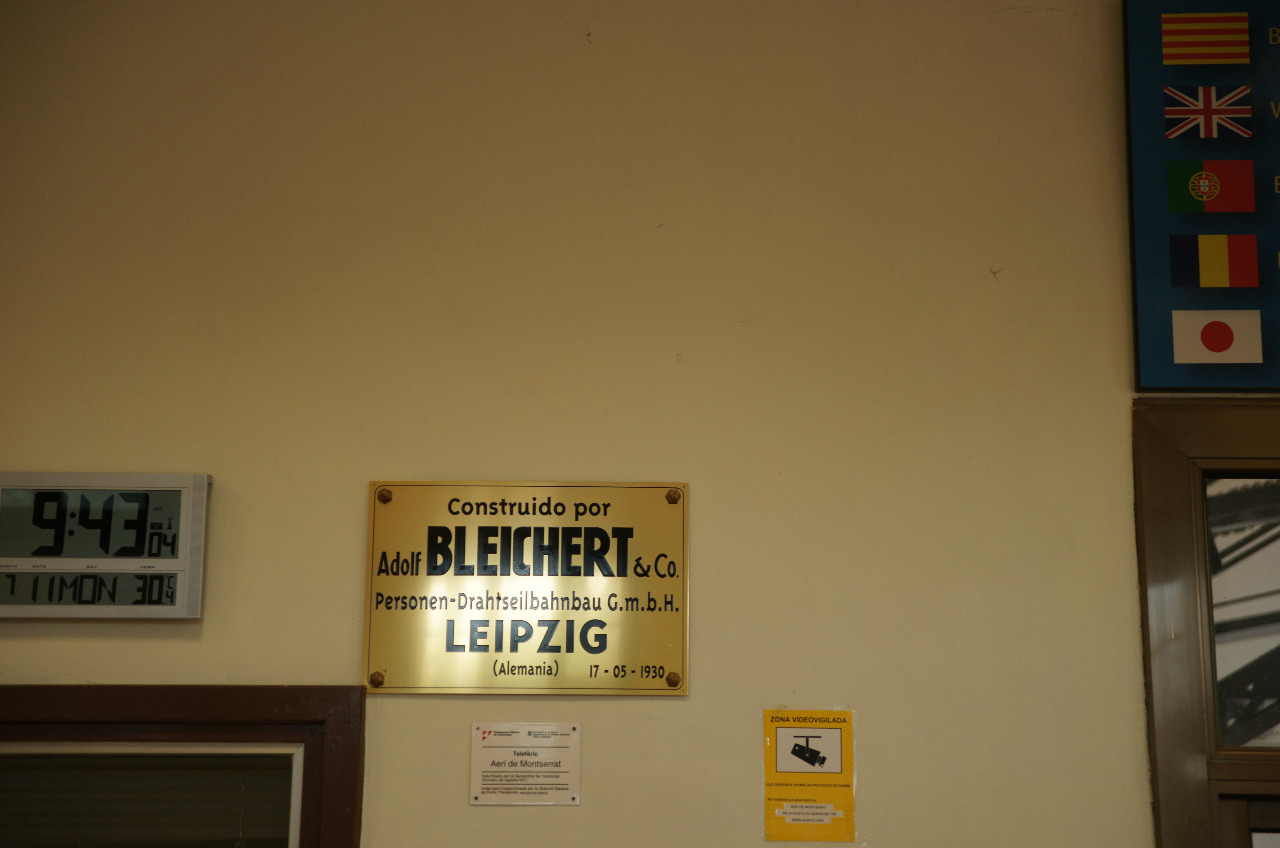 9:43 04
7 11 MON 30.4 C
Construido por
Adolf BLEICHERT & Co.
Personen-Drahtseilbahnbau G.m.b.H.
LEIPZIG
(Alemania) 17 - 05 - 1930
Telefèric
Aeri de Montserrat
ZONA VIDEOVIGILADA